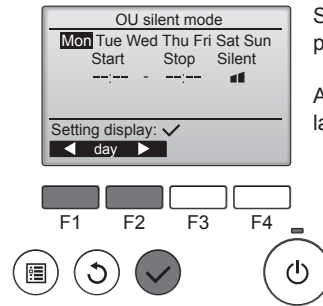 OU silent mode
Mon Tue Wed Thu Fri Sat Sun
Start Stop Silent
--:-- - --:--
Setting display: ✓
◀ day ▶
F1 F2 F3 F4